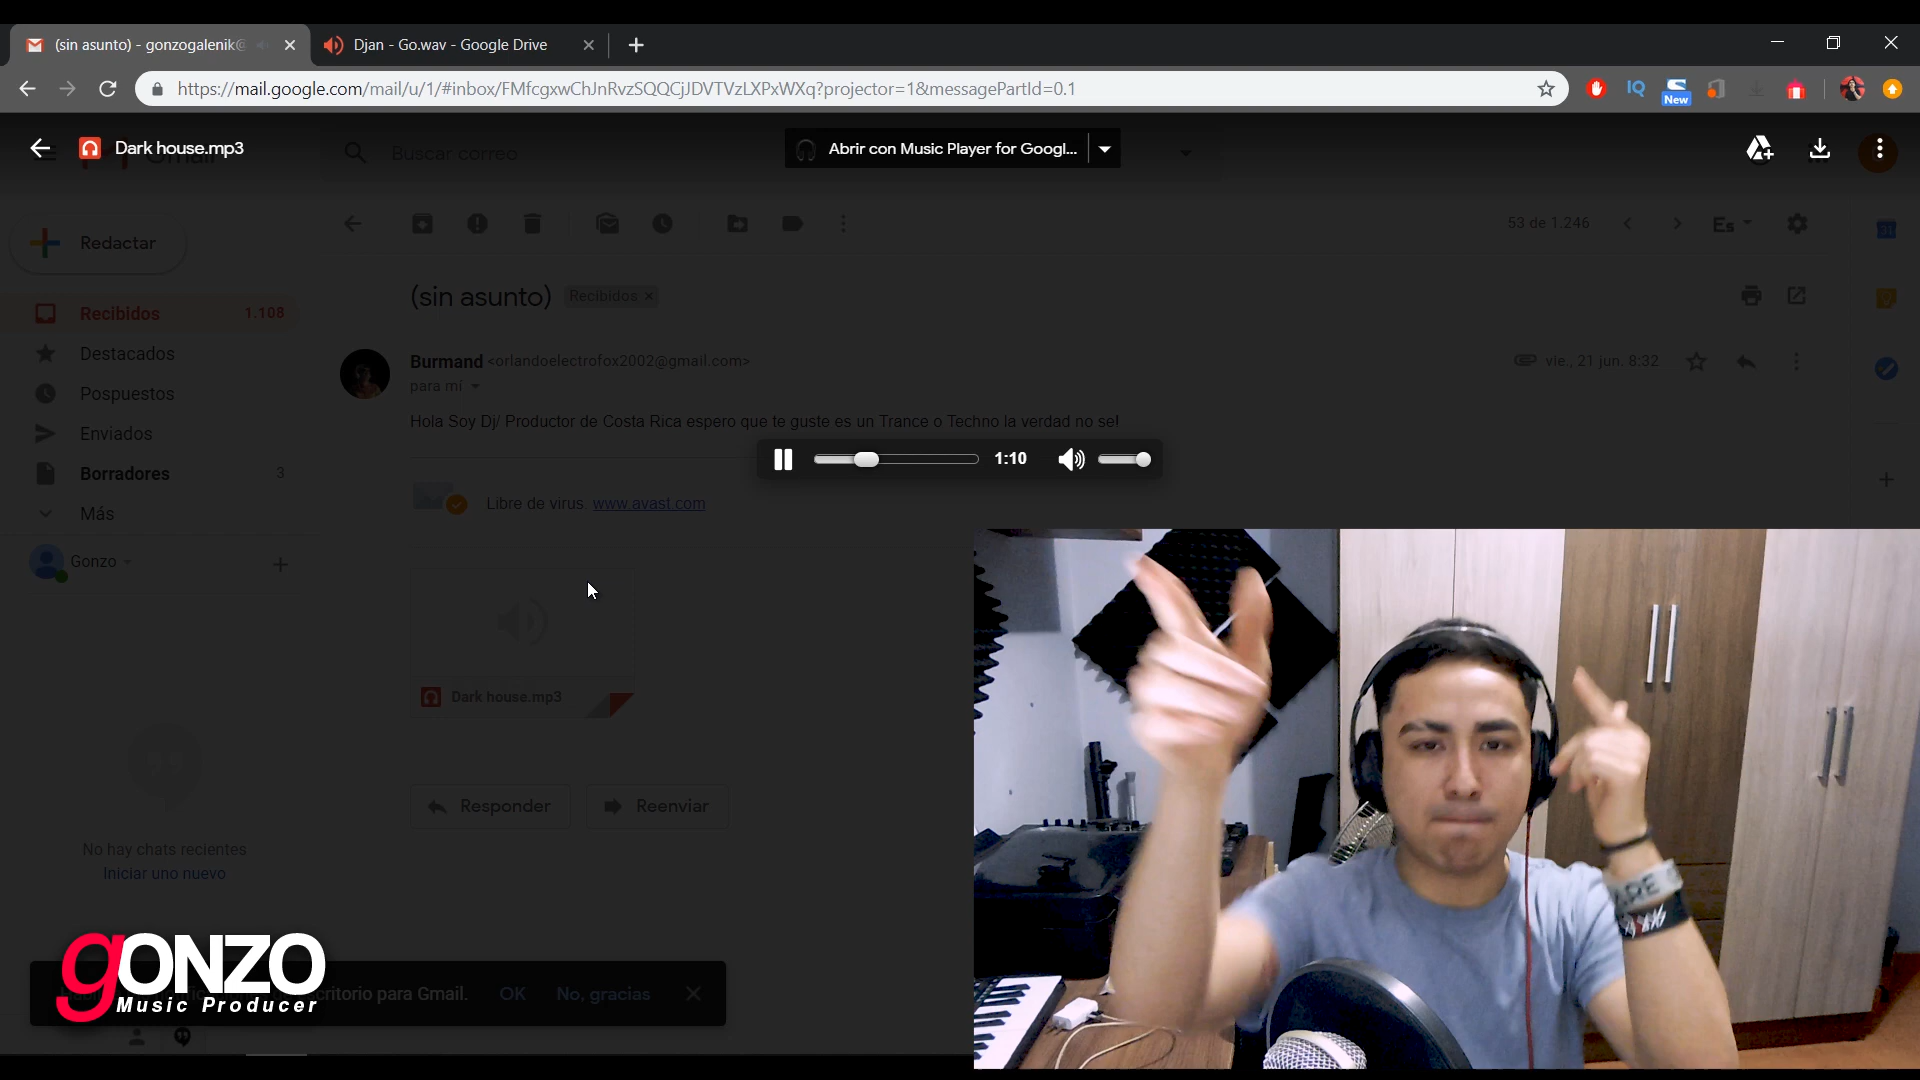 (sin asunto) - gonzogalenik@
Djan - Go.wav - Google Drive
https://mail.google.com/mail/u/1/#inbox/FMfcgxwChJnRvzSQQCjJDVTVzLXPxWXq?projector=1&messagePartId=0.1
IQ
New
Dark house.mp3
Gmail
Buscar correo
Abrir con Music Player for Googl...
Redactar
53 de 1.246
Es
31
(sin asunto)
Recibidos ×
Recibidos 1.108
Destacados
Pospuestos
Enviados
Borradores 3
Más
Burmand <orlandoelectrofox2002@gmail.com>
vie., 21 jun. 8:32
para mí
Hola Soy Dj/ Productor de Costa Rica espero que te guste es un Trance o Techno la verdad no se!
1:10
Libre de virus. www.avast.com
Gonzo
Dark house.mp3
Responder
Reenviar
No hay chats recientes
Iniciar uno nuevo
gonzo
Music Producer
critorio para Gmail.
OK
No, gracias